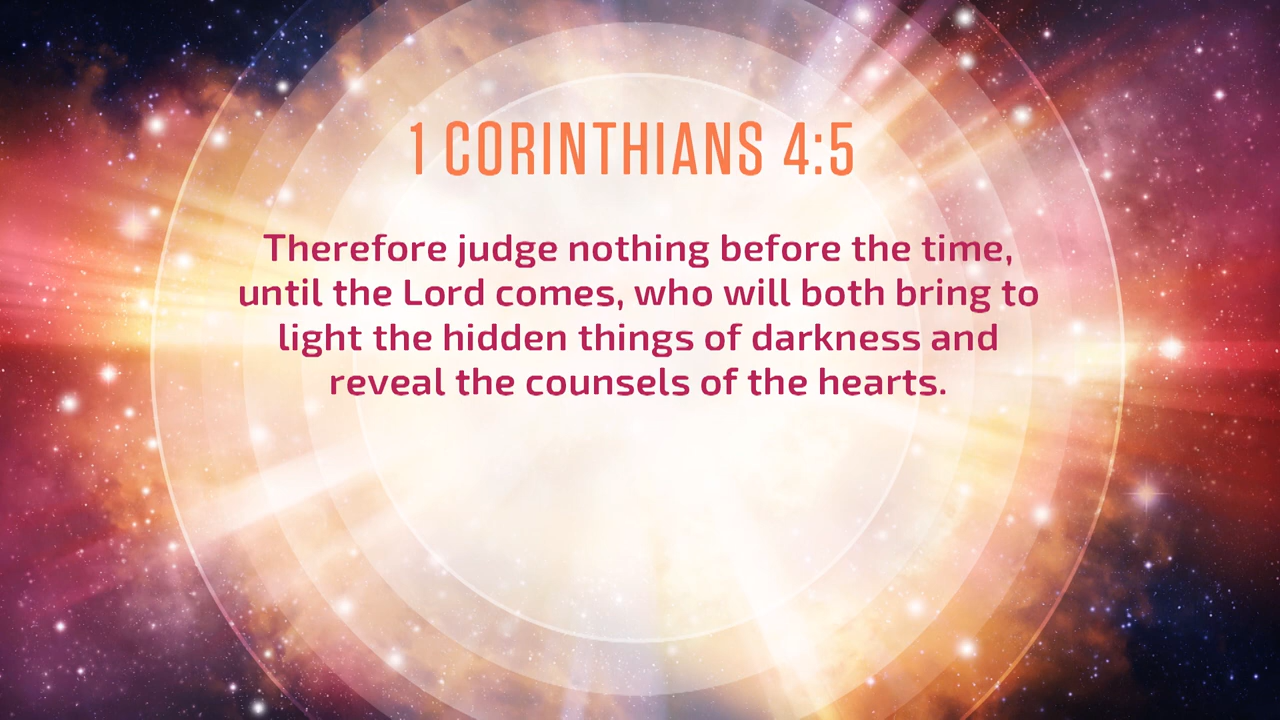 1 CORINTHIANS 4:5
Therefore judge nothing before the time,
until the Lord comes, who will both bring to
light the hidden things of darkness and
reveal the counsels of the hearts.